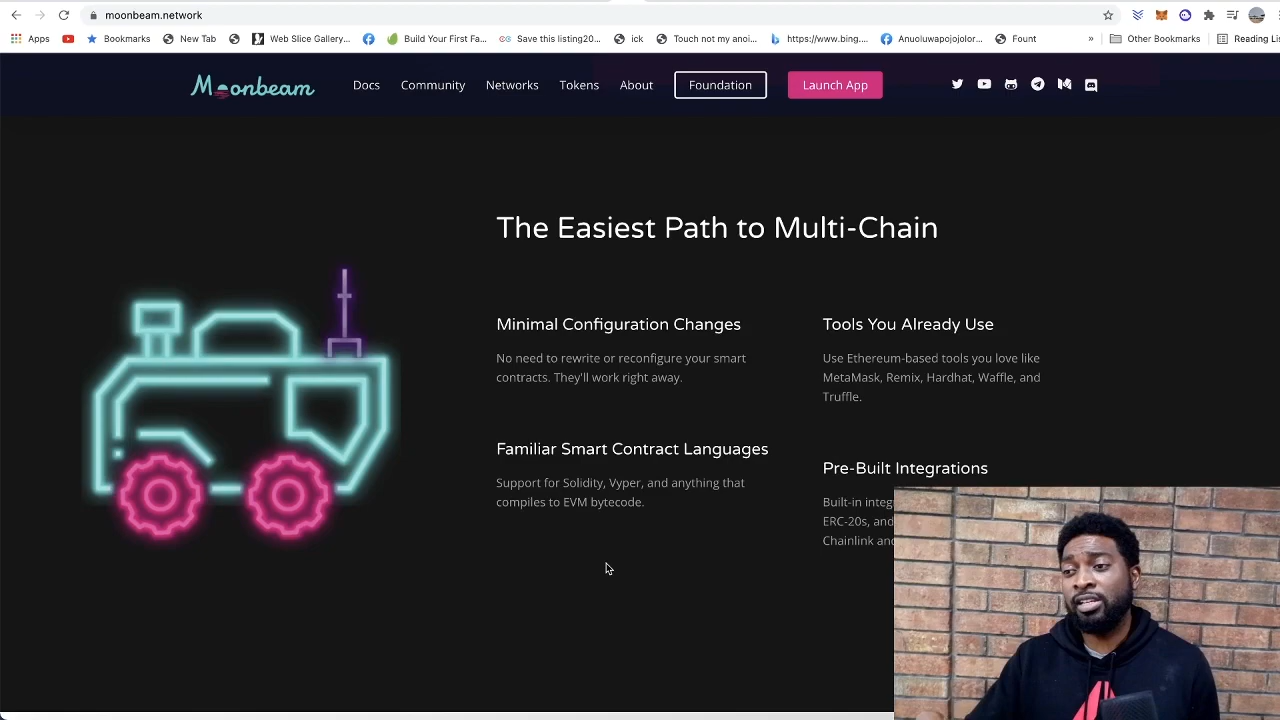 moonbeam.network
Apps
Bookmarks
New Tab
Web Slice Gallery...
Build Your First Fa...
Save this listing20...
ick
Touch not my anoi...
https://www.bing....
Anuoluwapojojolor...
Fount
»
Other Bookmarks
Reading Lis
Moonbeam
Docs
Community
Networks
Tokens
About
Foundation
Launch App
The Easiest Path to Multi-Chain
Minimal Configuration Changes
No need to rewrite or reconfigure your smart
contracts. They'll work right away.
Tools You Already Use
Use Ethereum-based tools you love like
MetaMask, Remix, Hardhat, Waffle, and
Truffle.
Familiar Smart Contract Languages
Support for Solidity, Vyper, and anything that
compiles to EVM bytecode.
Pre-Built Integrations
Built-in integ
ERC-20s, and
Chainlink and